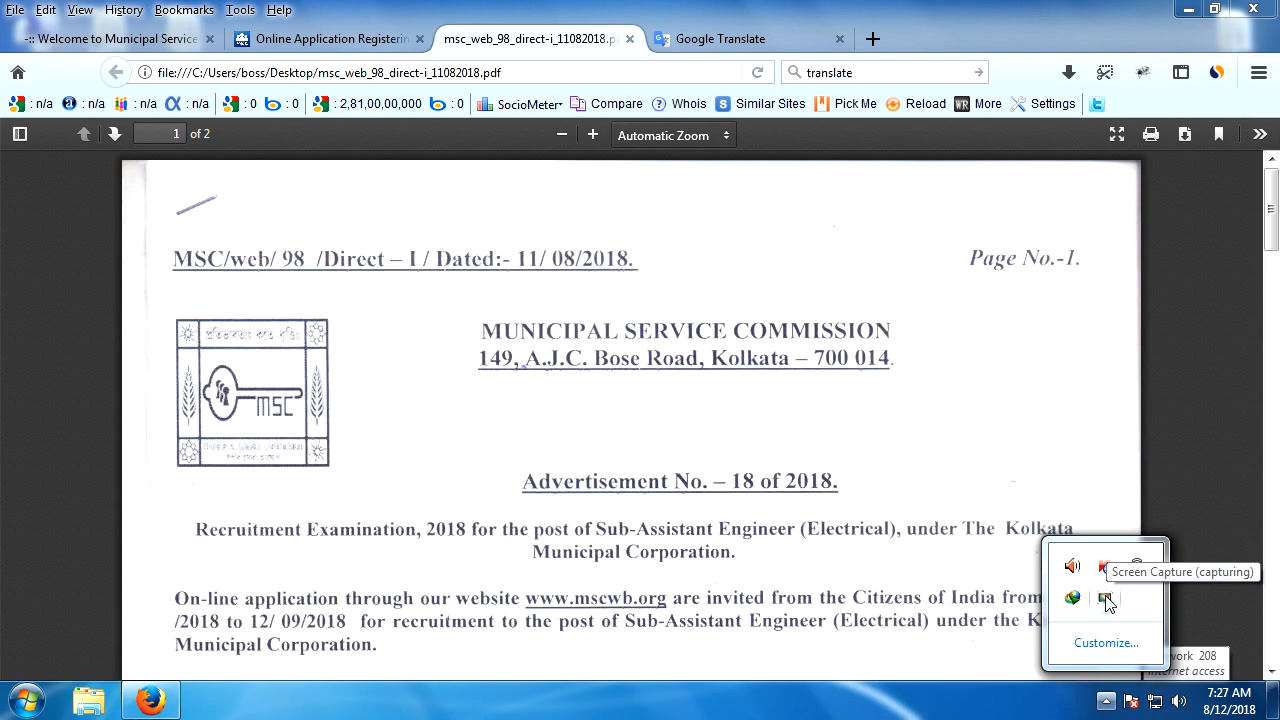 File Edit View History Bookmarks Tools Help
-:: Welcome to Municipal Service
Online Application Registerin
msc_web_98_direct-i_11082018.p
Google Translate
file:///C:/Users/boss/Desktop/msc_web_98_direct-i_11082018.pdf
translate
: n/a : n/a : n/a : n/a : 0 : 0 : 2,81,00,00,000 : 0 SocioMeter Compare Whois Similar Sites Pick Me Reload WR More Settings
1 of 2
Automatic Zoom
MSC/web/ 98 /Direct – I / Dated:- 11/ 08/2018.
Page No.-1.
MUNICIPAL SERVICE COMMISSION
149, A.J.C. Bose Road, Kolkata – 700 014.
MSC
Advertisement No. – 18 of 2018.
Recruitment Examination, 2018 for the post of Sub-Assistant Engineer (Electrical), under The Kolkata
Municipal Corporation.
On-line application through our website www.mscwb.org are invited from the Citizens of India from
/2018 to 12/ 09/2018 for recruitment to the post of Sub-Assistant Engineer (Electrical) under the K
Municipal Corporation.
Screen Capture (capturing)
Customize...
work 208
Internet access
7:27 AM
8/12/2018